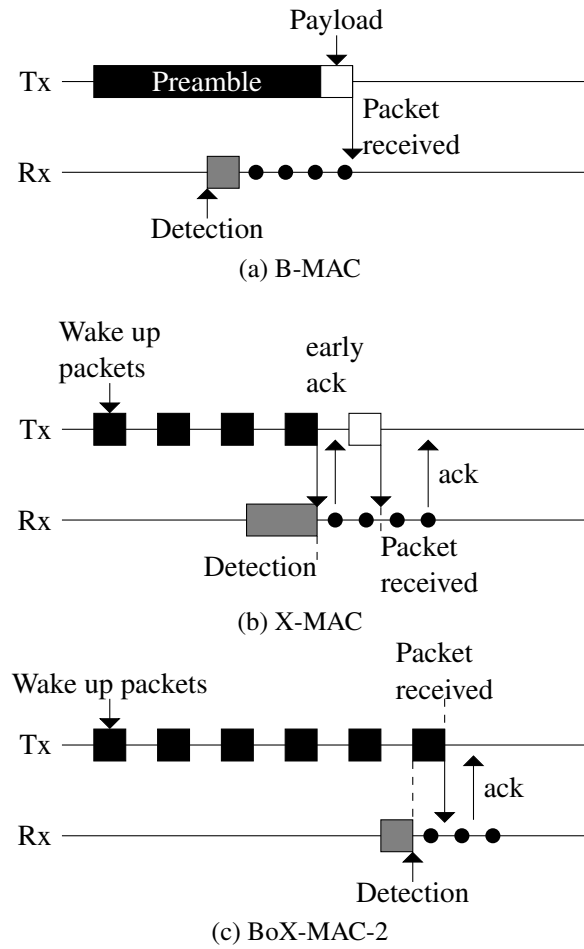 Payload
Tx
Preamble
Packet
received
Rx
Detection
(a) B-MAC
Wake up
packets
early
ack
Tx
ack
Rx
Detection
Packet
received
(b) X-MAC
Packet
received
Wake up packets
Tx
ack
Rx
Detection
(c) BoX-MAC-2